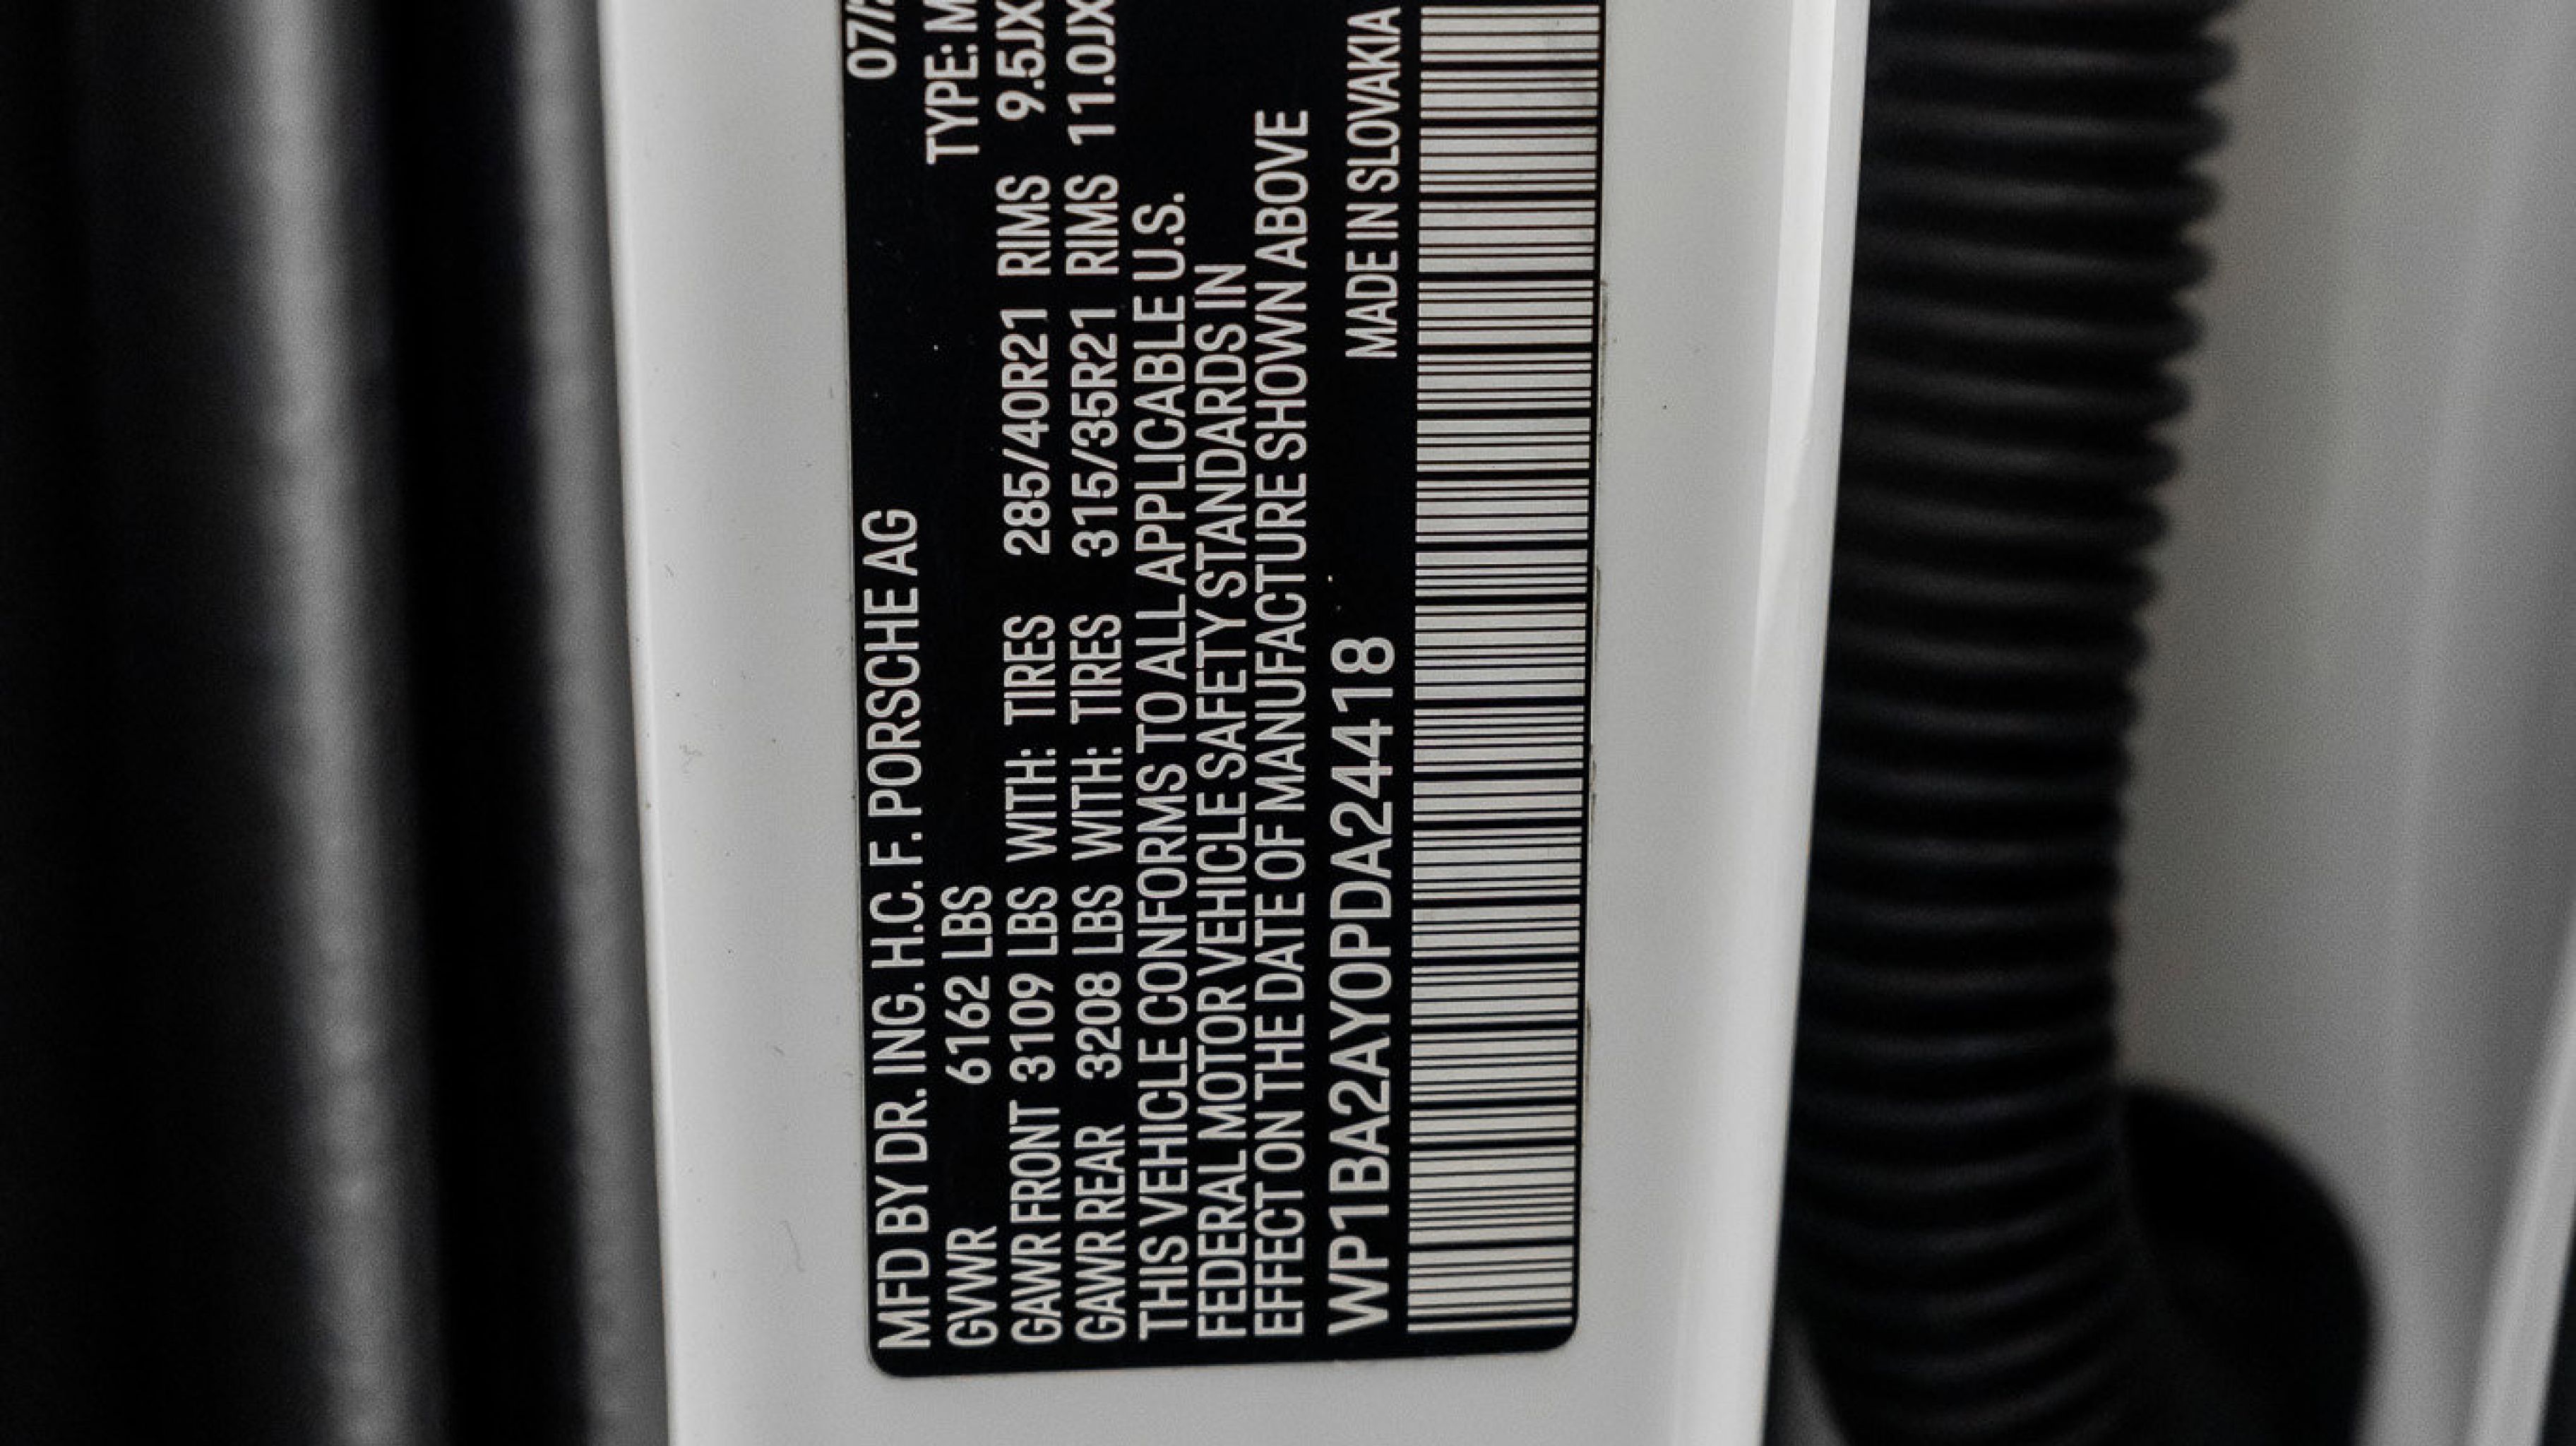 MFD BY DR. ING. H.C. F. PORSCHE AG 07/
GVWR 6162 LBS TYPE: M
GAWR FRONT 3109 LBS WITH: TIRES 285/40R21 RIMS 9.5JX
GAWR REAR 3208 LBS WITH: TIRES 315/35R21 RIMS 11.0JX
THIS VEHICLE CONFORMS TO ALL APPLICABLE U.S.
FEDERAL MOTOR VEHICLE SAFETY STANDARDS IN
EFFECT ON THE DATE OF MANUFACTURE SHOWN ABOVE
WP1BA2AY0PDA24418 MADE IN SLOVAKIA